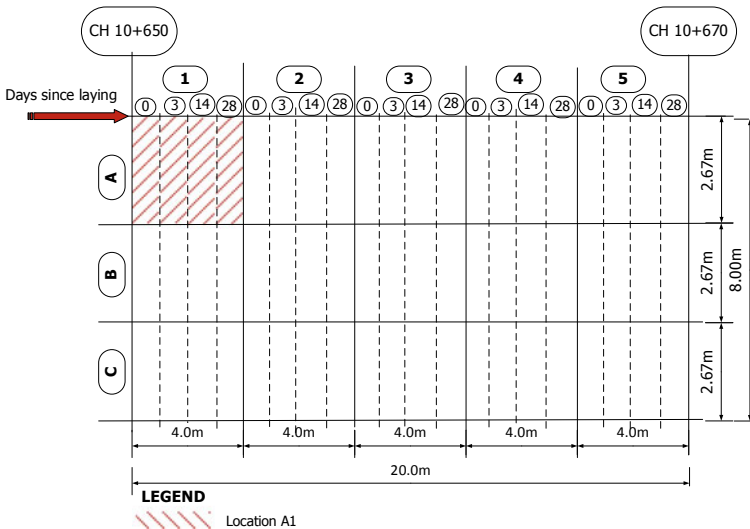 CH 10+650
CH 10+670
1 2 3 4 5
Days since laying
0 3 14 28 0 3 14 28 0 3 14 28 0 3 14 28 0 3 14 28
A
2.67m
B
2.67m
8.00m
C
2.67m
4.0m 4.0m 4.0m 4.0m 4.0m
20.0m
LEGEND
Location A1